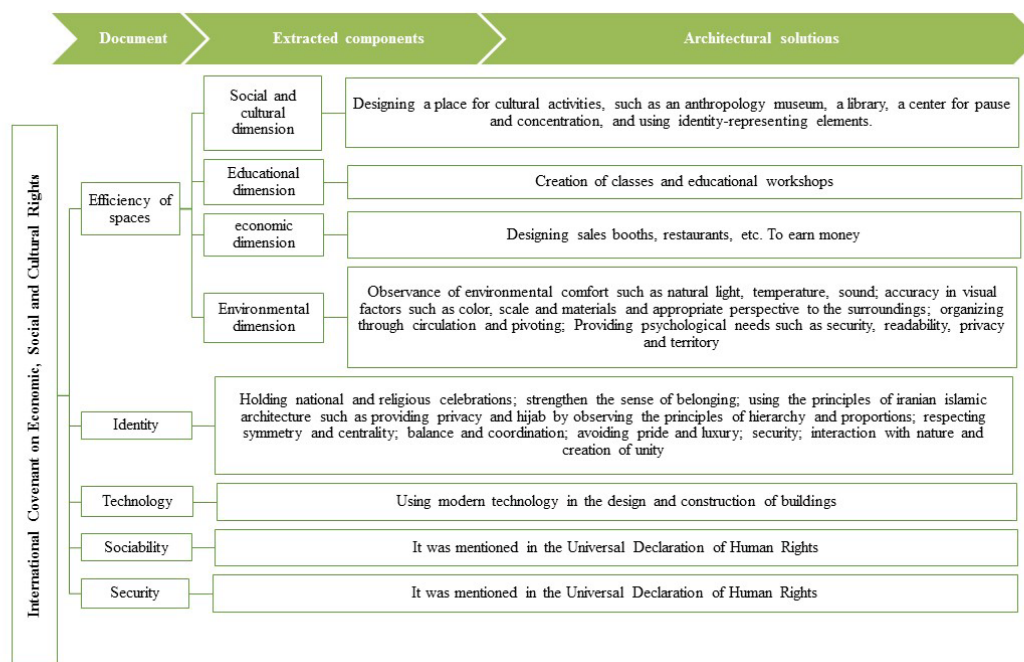 Document
Extracted components
Architectural solutions
International Covenant on Economic, Social and Cultural Rights
Efficiency of
spaces
Social and
cultural
dimension
Designing a place for cultural activities, such as an anthropology museum, a library, a center for pause
and concentration, and using identity-representing elements.
Educational
dimension
Creation of classes and educational workshops
economic
dimension
Designing sales booths, restaurants, etc. To earn money
Environmental
dimension
Observance of environmental comfort such as natural light, temperature, sound; accuracy in visual
factors such as color, scale and materials and appropriate perspective to the surroundings; organizing
through circulation and pivoting; Providing psychological needs such as security, readability, privacy
and territory
Identity
Holding national and religious celebrations; strengthen the sense of belonging; using the principles of iranian islamic
architecture such as providing privacy and hijab by observing the principles of hierarchy and proportions; respecting
symmetry and centrality; balance and coordination; avoiding pride and luxury; security; interaction with nature and
creation of unity
Technology
Using modern technology in the design and construction of buildings
Sociability
It was mentioned in the Universal Declaration of Human Rights
Security
It was mentioned in the Universal Declaration of Human Rights